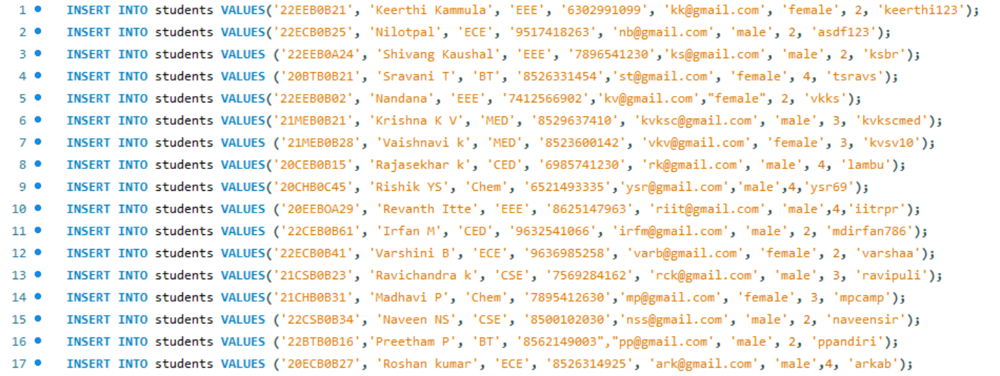 1 INSERT INTO students VALUES('22EEB0B21', 'Keerthi Kammula', 'EEE', '6302991099', 'kk@gmail.com', 'female', 2, 'keerthi123');
2 INSERT INTO students VALUES('22ECB0B25', 'Nilotpal', 'ECE', '9517418263', 'nb@gmail.com', 'male', 2, 'asdf123');
3 INSERT INTO students VALUES ('22EEB0A24', 'Shivang Kaushal', 'EEE', '7896541230','ks@gmail.com', 'male', 2, 'ksbr');
4 INSERT INTO students VALUES ('20BTB0B21', 'Sravani T', 'BT', '8526331454','st@gmail.com', 'female', 4, 'tsravs');
5 INSERT INTO students VALUES('22EEB0B02', 'Nandana', 'EEE', '7412566902','kv@gmail.com',"female", 2, 'vkks');
6 INSERT INTO students VALUES('21MEB0B21', 'Krishna K V', 'MED', '8529637410', 'kvksc@gmail.com', 'male', 3, 'kvkscmed');
7 INSERT INTO students VALUES ('21MEB0B28', 'Vaishnavi k', 'MED', '8523600142', 'vkv@gmail.com', 'female', 3, 'kvsv10');
8 INSERT INTO students VALUES('20CEB0B15', 'Rajasekhar k', 'CED', '6985741230', 'rk@gmail.com', 'male', 4, 'lambu');
9 INSERT INTO students VALUES('20CHB0C45', 'Rishik YS', 'Chem', '6521493335','ysr@gmail.com','male',4,'ysr69');
10 INSERT INTO students VALUES ('20EEBOA29', 'Revanth Itte', 'EEE', '8625147963', 'riit@gmail.com', 'male',4,'iitrpr');
11 INSERT INTO students VALUES ('22CEB0B61', 'Irfan M', 'CED', '9632541066', 'irfm@gmail.com', 'male', 2, 'mdirfan786');
12 INSERT INTO students VALUES('22ECB0B41', 'Varshini B', 'ECE', '9636985258', 'varb@gmail.com', 'female', 2, 'varshaa');
13 INSERT INTO students VALUES('21CSB0B23', 'Ravichandra k', 'CSE', '7569284162', 'rck@gmail.com', 'male', 3, 'ravipuli');
14 INSERT INTO students VALUES('21CHB0B31', 'Madhavi P', 'Chem', '7895412630','mp@gmail.com', 'female', 3, 'mpcamp');
15 INSERT INTO students VALUES ('22CSB0B34', 'Naveen NS', 'CSE', '8500102030','nss@gmail.com', 'male', 2, 'naveensir');
16 INSERT INTO students VALUES ('22BTB0B16','Preetham P', 'BT', '8562149003","pp@gmail.com', 'male', 2, 'ppandiri');
17 INSERT INTO students VALUES ('20ECB0B27', 'Roshan kumar', 'ECE', '8526314925', 'ark@gmail.com', 'male',4, 'arkab');